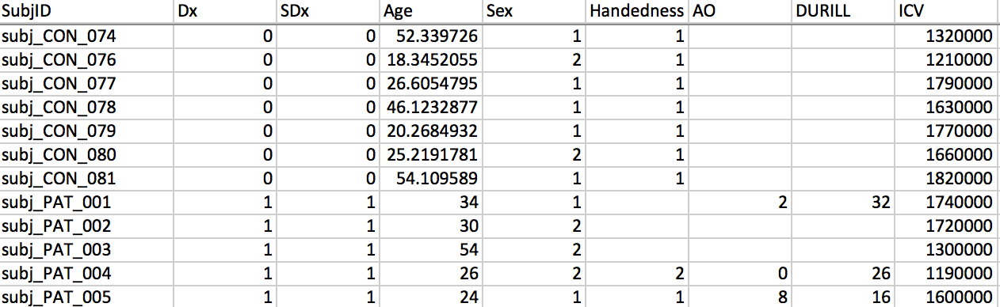 SubjID Dx SDx Age Sex Handedness AO DURILL ICV
subj_CON_074 0 0 52.339726 1 1 1320000
subj_CON_076 0 0 18.3452055 2 1 1210000
subj_CON_077 0 0 26.6054795 1 1 1790000
subj_CON_078 0 0 46.1232877 1 1 1630000
subj_CON_079 0 0 20.2684932 1 1 1770000
subj_CON_080 0 0 25.2191781 2 1 1660000
subj_CON_081 0 0 54.109589 1 1 1820000
subj_PAT_001 1 1 34 1 2 32 1740000
subj_PAT_002 1 1 30 2 1720000
subj_PAT_003 1 1 54 2 1300000
subj_PAT_004 1 1 26 2 2 0 26 1190000
subj_PAT_005 1 1 24 1 1 8 16 1600000